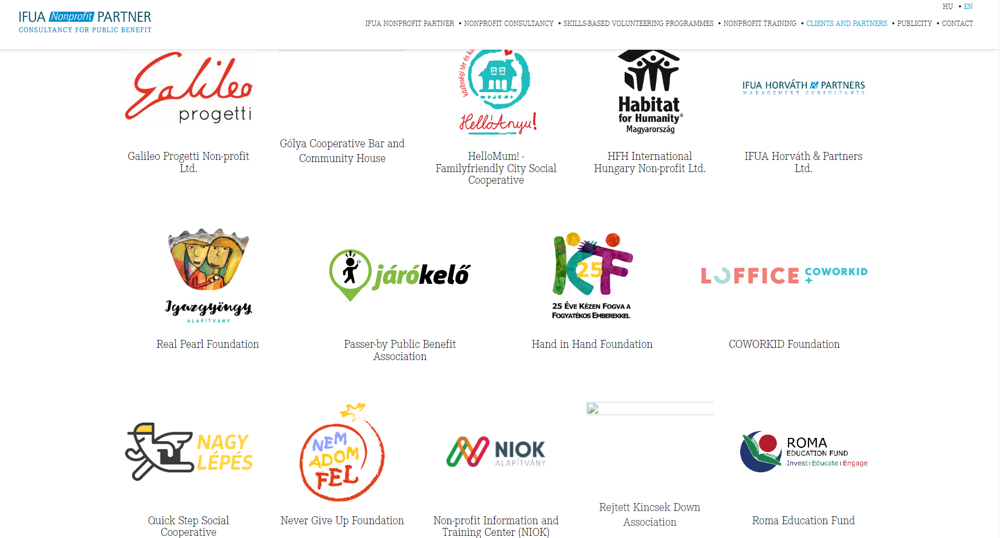 IFUA Nonprofit PARTNER
CONSULTANCY FOR PUBLIC BENEFIT
HU • EN
IFUA NONPROFIT PARTNER • NONPROFIT CONSULTANCY • SKILLS-BASED VOLUNTEERING PROGRAMMES • NONPROFIT TRAINING • CLIENTS AND PARTNERS • PUBLICITY • CONTACT
Galileo
progetti
Galileo Progetti Non-profit
Ltd.
Gólya Cooperative Bar and
Community House
közösségi tér és
HellóAnyu!
HelloMum! -
Familyfriendly City Social
Cooperative
Habitat
for Humanity®
Magyarország
HFH International
Hungary Non-profit Ltd.
IFUA HORVÁTH & PARTNERS
MANAGEMENT CONSULTANTS
IFUA Horváth & Partners
Ltd.
Igazgyöngy
ALAPÍTVÁNY
Real Pearl Foundation
járókelő
Passer-by Public Benefit
Association
KF
25
25 ÉVE KÉZEN FOGVA A
FOGYATÉKOS EMBEREKKEL
Hand in Hand Foundation
LOFFICE + COWORKID
COWORKID Foundation
NAGY
LÉPÉS
Quick Step Social
Cooperative
NEM
ADOM
FEL
Never Give Up Foundation
NIOK
ALAPÍTVÁNY
Non-profit Information and
Training Center (NIOK)
Rejtett Kincsek Down
Association
ROMA
EDUCATION FUND
Invest | Educate | Engage
Roma Education Fund